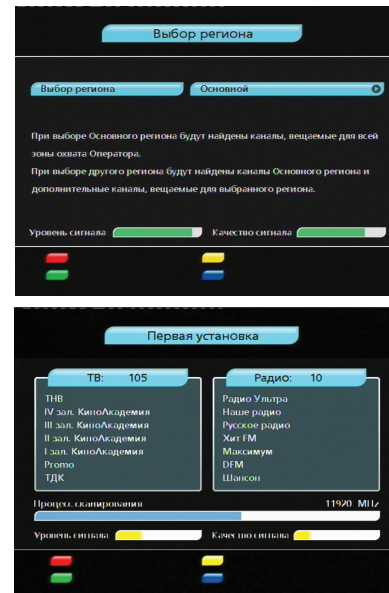 Выбор региона
Выбор региона Основной
При выборе Основного региона будут найдены каналы, вещаемые для всей
зоны охвата Оператора.
При выборе другого региона будут найдены каналы Основного региона и
дополнительные каналы, вещаемые для выбранного региона.
Уровень сигнала Качество сигнала
Первая установка
ТВ: 105
ТНВ
IV зал. КиноАкадемия
III зал. КиноАкадемия
II зал. КиноАкадемия
I зал. КиноАкадемия
Promo
ТДК
Радио: 10
Радио Ультра
Наше радио
Русское радио
Хит FM
Максимум
DFM
Шансон
Процесс сканирования 11920 MHz
Уровень сигнала Качество сигнала